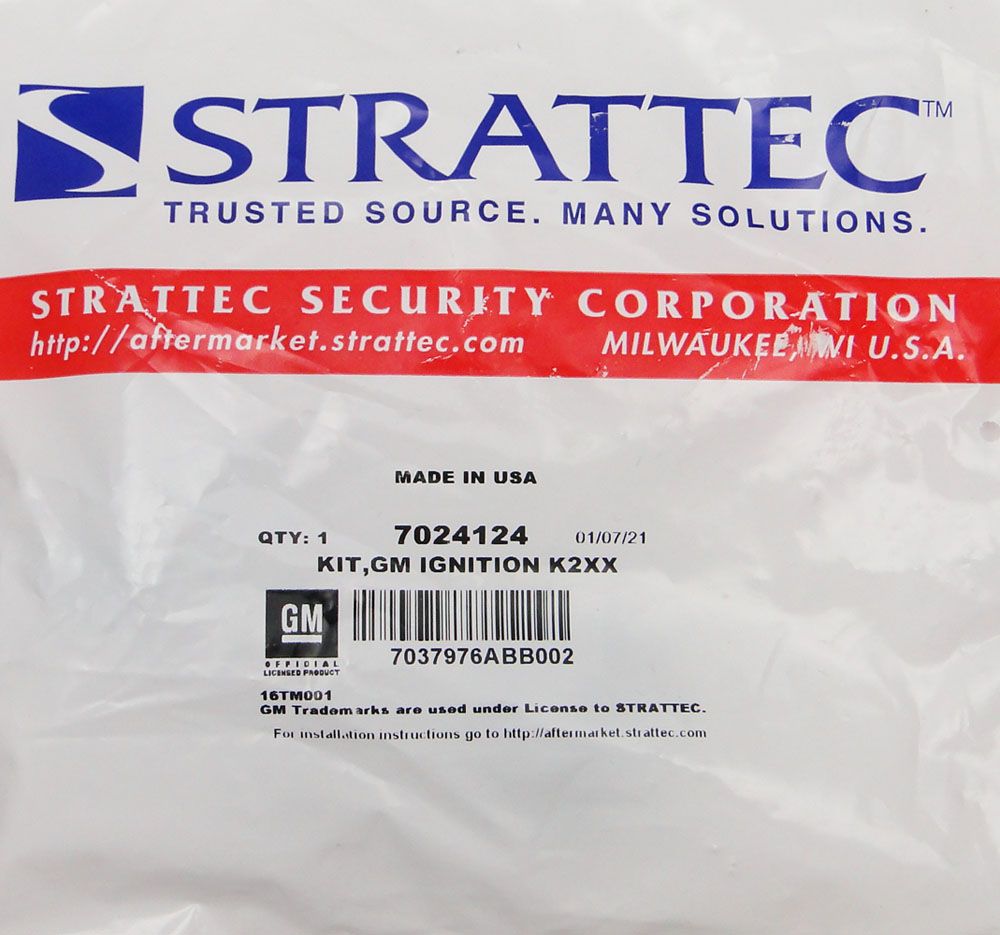 STRATTEC™
TRUSTED SOURCE. MANY SOLUTIONS.
STRATTEC SECURITY CORPORATION
http://aftermarket.strattec.com MILWAUKEE, WI U.S.A.
MADE IN USA
QTY: 1 7024124 01/07/21
KIT,GM IGNITION K2XX
GM
OFFICIAL
LICENSED PRODUCT
7037976ABB002
16TM001
GM Trademarks are used under License to STRATTEC.
For installation instructions go to http://aftermarket.strattec.com